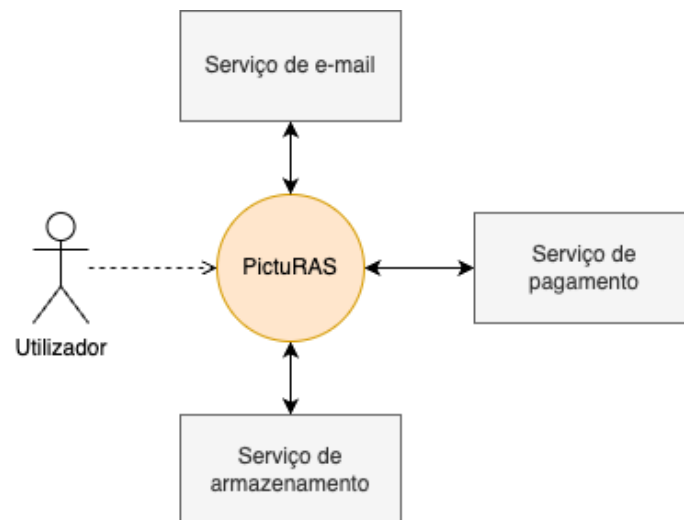 Serviço de e-mail
PictuRAS
Serviço de
pagamento
Utilizador
Serviço de
armazenamento